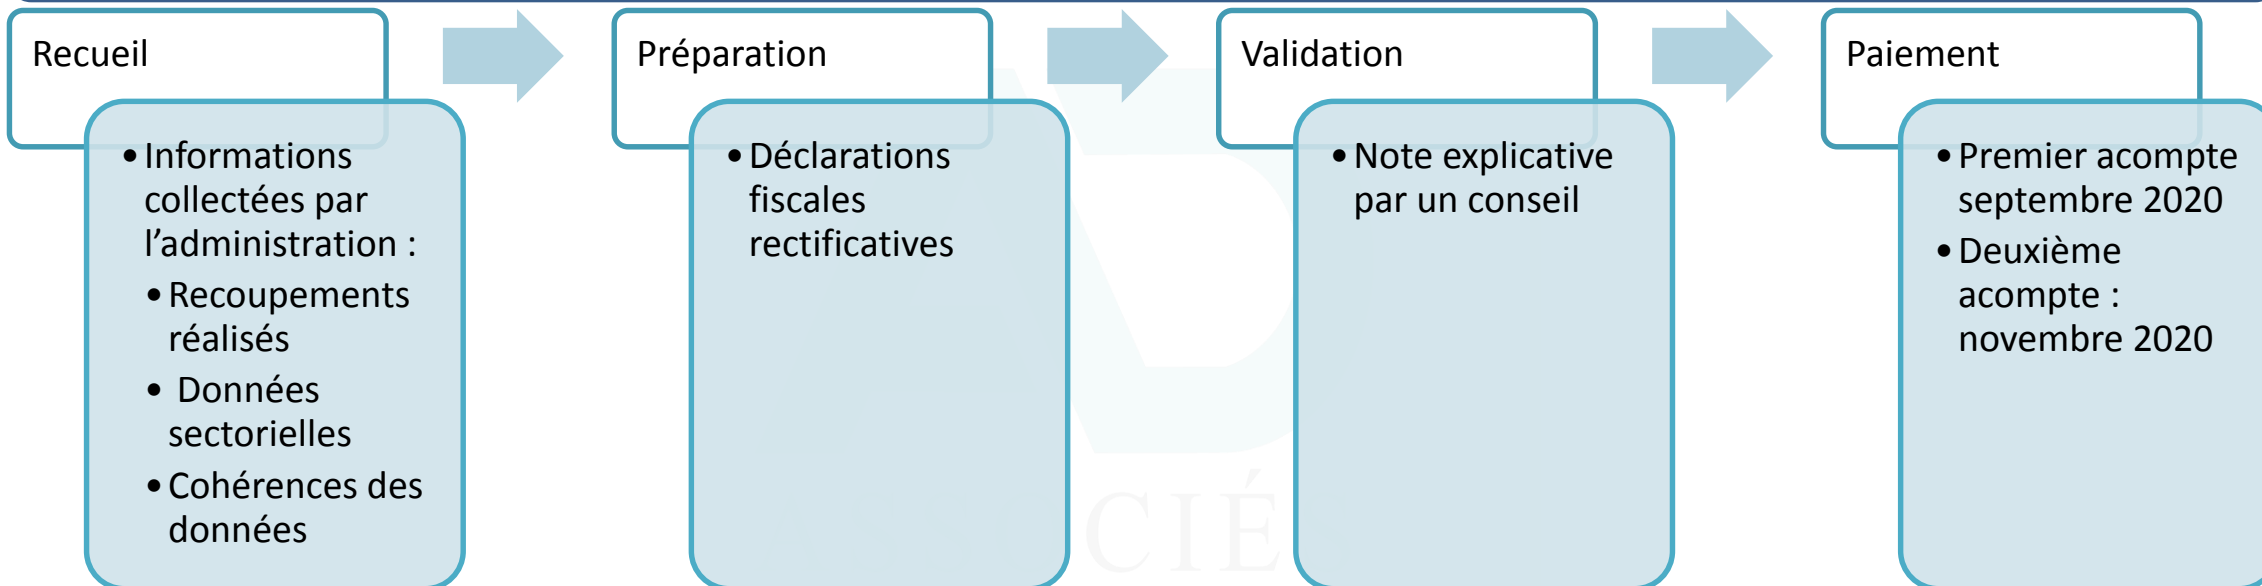 Recueil
• Informations
collectées par
l’administration :
• Recoupements
réalisés
• Données
sectorielles
• Cohérences des
données
Préparation
• Déclarations
fiscales
rectificatives
Validation
• Note explicative
par un conseil
Paiement
• Premier acompte
septembre 2020
• Deuxième
acompte :
novembre 2020
ASSOCIÉS